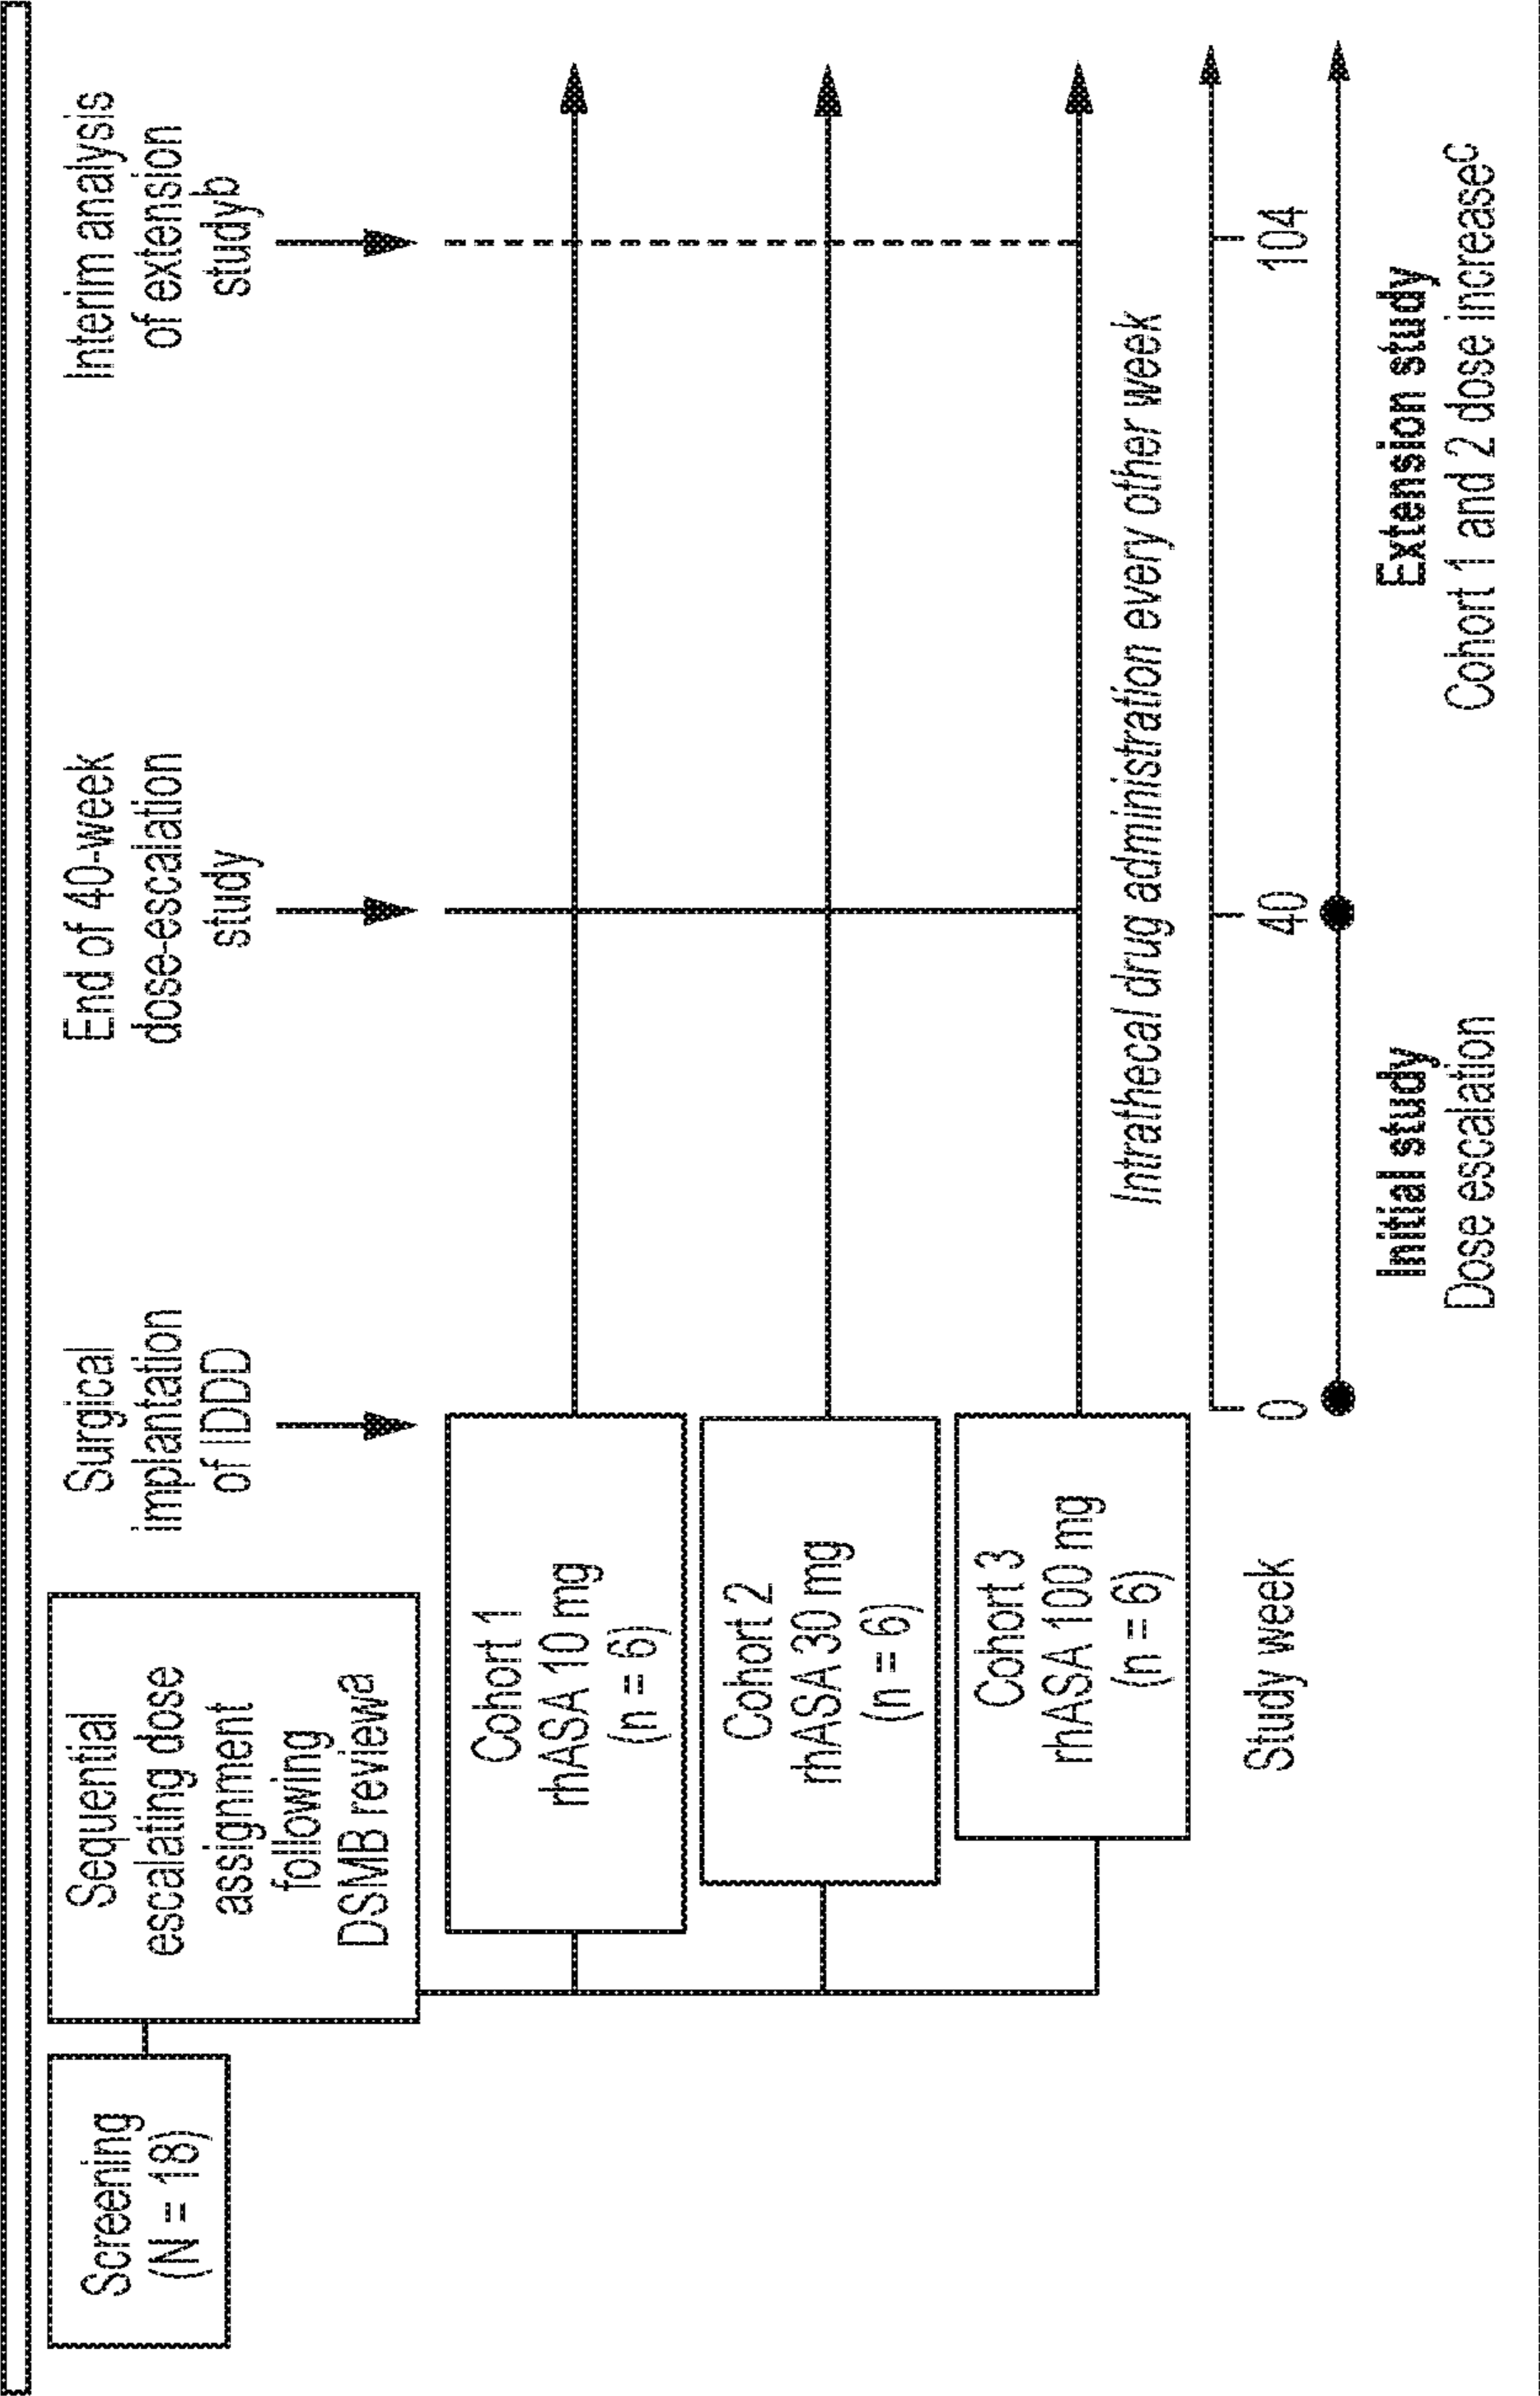 Screening
(N = 18)
Sequential
escalating dose
assignment
following
DSMB reviewa
Surgical
implantation
of IDDD
End of 40-week
dose-escalation
study
Interim analysis
of extension
studyb
Cohort 1
rhASA 10 mg
(n = 6)
Cohort 2
rhASA 30 mg
(n = 6)
Cohort 3
rhASA 100 mg
(n = 6)
Intrathecal drug administration every other week
Study week
0
40
104
Initial study
Dose escalation
Extension study
Cohort 1 and 2 dose increasec